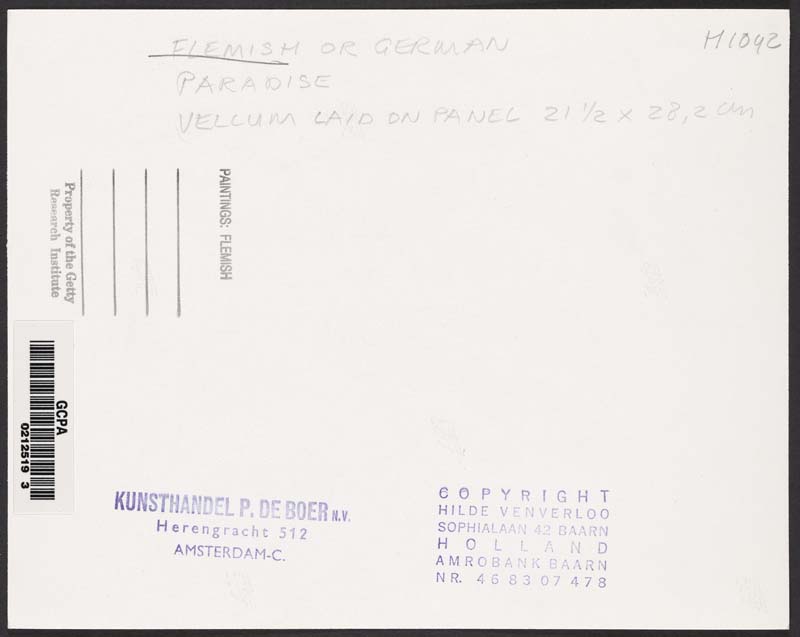 FLEMISH OR GERMAN
H1042
PARADISE
VELLUM LAID ON PANEL 21 1/2 x 28,2 cm
PAINTINGS: FLEMISH
Property of the Getty
Research Institute
GCPA
0212519 3
KUNSTHANDEL P. DE BOER N.V.
Herengracht 512
AMSTERDAM-C.
COPYRIGHT
HILDE VENVERLOO
SOPHIALAAN 42 BAARN
HOLLAND
AMROBANK BAARN
NR. 46 83 07 478